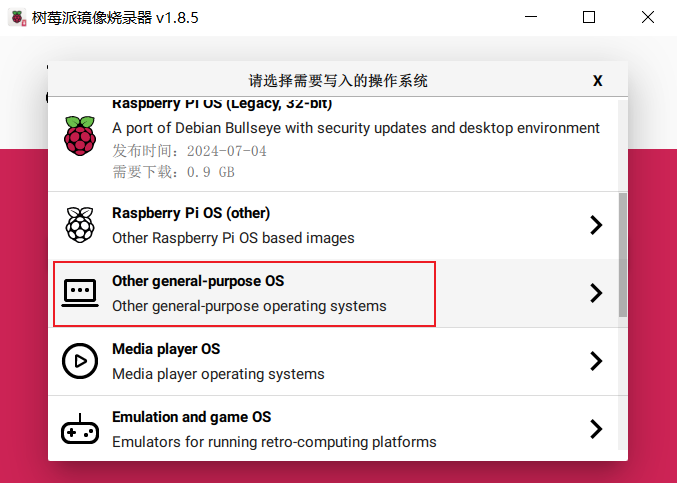 树莓派镜像烧录器 v1.8.5
请选择需要写入的操作系统
X
Raspberry Pi OS (Legacy, 32-bit)
A port of Debian Bullseye with security updates and desktop environment
发布时间：2024-07-04
需要下载：0.9 GB
Raspberry Pi OS (other)
Other Raspberry Pi OS based images
Other general-purpose OS
Other general-purpose operating systems
Media player OS
Media player operating systems
Emulation and game OS
Emulators for running retro-computing platforms